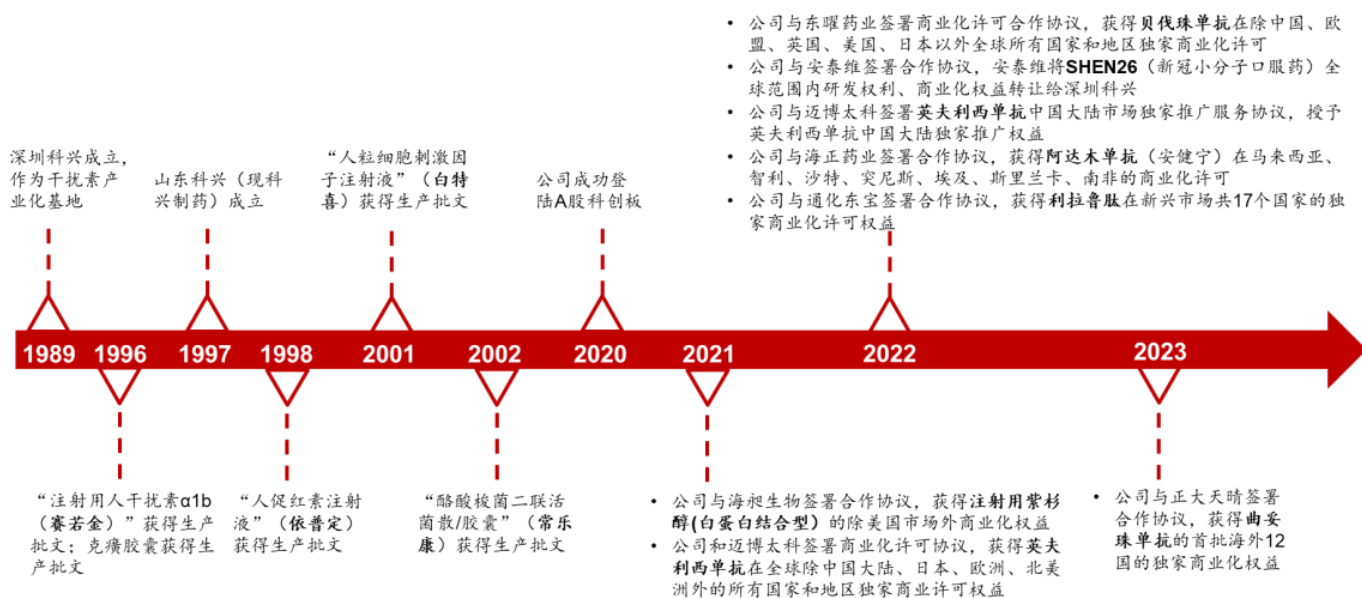 • 公司与东曜药业签署商业化许可合作协议，获得贝伐珠单抗在除中国、欧
盟、英国、美国、日本以外全球所有国家和地区独家商业化许可
• 公司与安泰维签署合作协议，安泰维将SHEN26（新冠小分子口服药）全
球范围内研发权利、商业化权益转让给深圳科兴
• 公司与迈博太科签署英夫利西单抗中国大陆市场独家推广服务协议，授予
英夫利西单抗中国大陆独家推广权益
• 公司与海正药业签署合作协议，获得阿达木单抗（安健宁）在马来西亚、
智利、沙特、突尼斯、埃及、斯里兰卡、南非的商业化许可
• 公司与通化东宝签署合作协议，获得利拉鲁肽在新兴市场共17个国家的独
家商业化许可权益
深圳科兴成立，
作为干扰素产
业化基地
山东科兴（现科
兴制药）成立
“人粒细胞刺激因
子注射液”（白特
喜）获得生产批文
公司成功登
陆A股科创板
1989 1996 1997 1998 2001 2002 2020 2021 2022 2023
“注射用人干扰素α1b
（赛若金）”获得生产
批文；克癀胶囊获得生
产批文
“人促红素注射
液”（依普定）
获得生产批文
“酪酸梭菌二联活
菌散/胶囊”（常乐
康）获得生产批文
• 公司与海昶生物签署合作协议，获得注射用紫杉
醇(白蛋白结合型）的除美国市场外商业化权益
• 公司和迈博太科签署商业化许可协议，获得英夫
利西单抗在全球除中国大陆、日本、欧洲、北美
洲外的所有国家和地区独家商业许可权益
• 公司与正大天晴签署
合作协议，获得曲妥
珠单抗的首批海外12
国的独家商业化权益